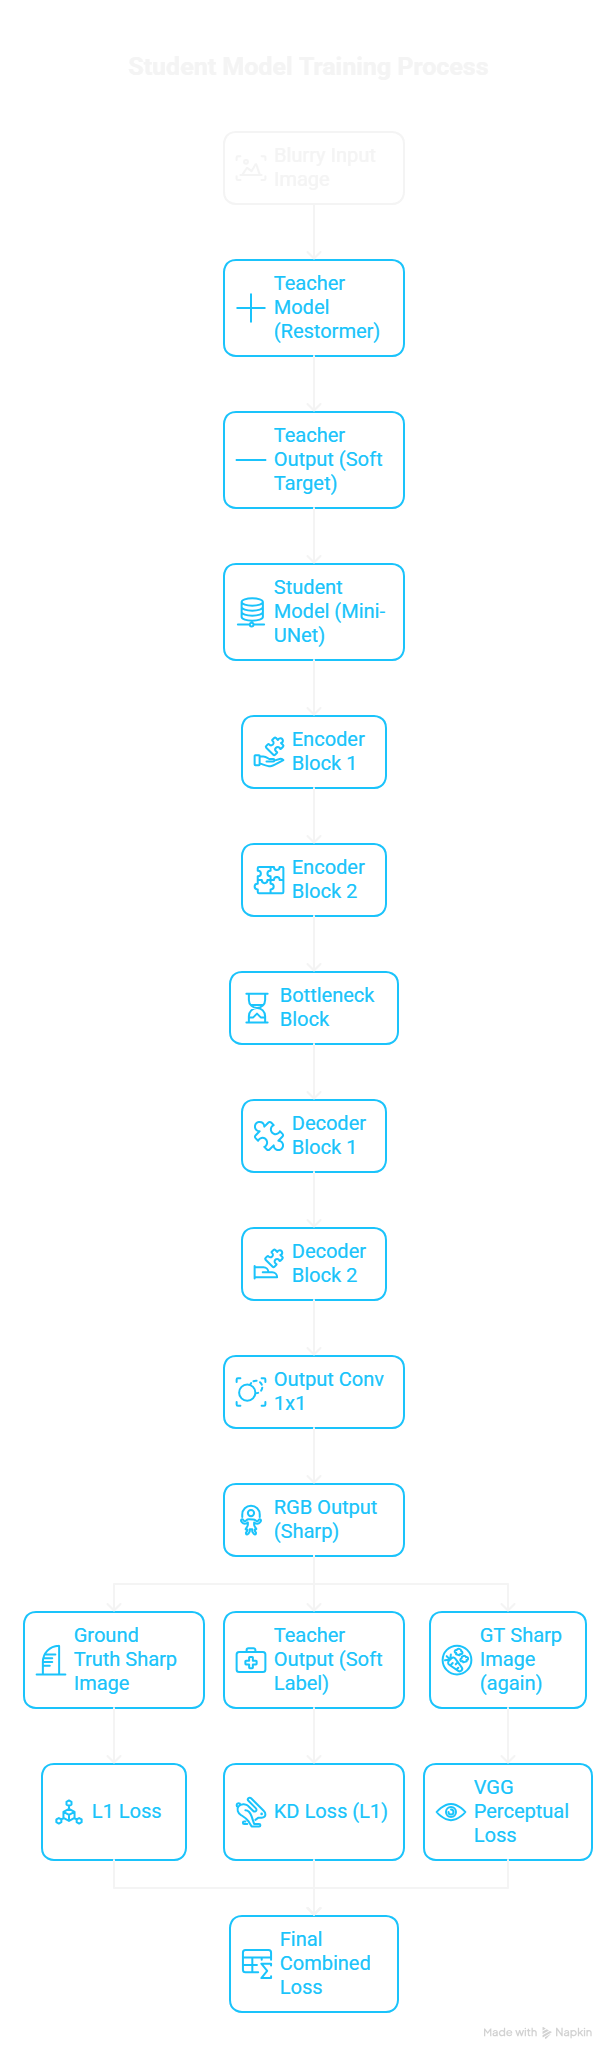 Student Model Training Process
Blurry Input
Image
Teacher
Model
(Restormer)
Teacher
Output (Soft
Target)
Student
Model (Mini-
UNet)
Encoder
Block 1
Encoder
Block 2
Bottleneck
Block
Decoder
Block 1
Decoder
Block 2
Output Conv
1x1
RGB Output
(Sharp)
Ground
Truth Sharp
Image
Teacher
Output (Soft
Label)
GT Sharp
Image
(again)
L1 Loss
KD Loss (L1)
VGG
Perceptual
Loss
Final
Combined
Loss
Made with Napkin